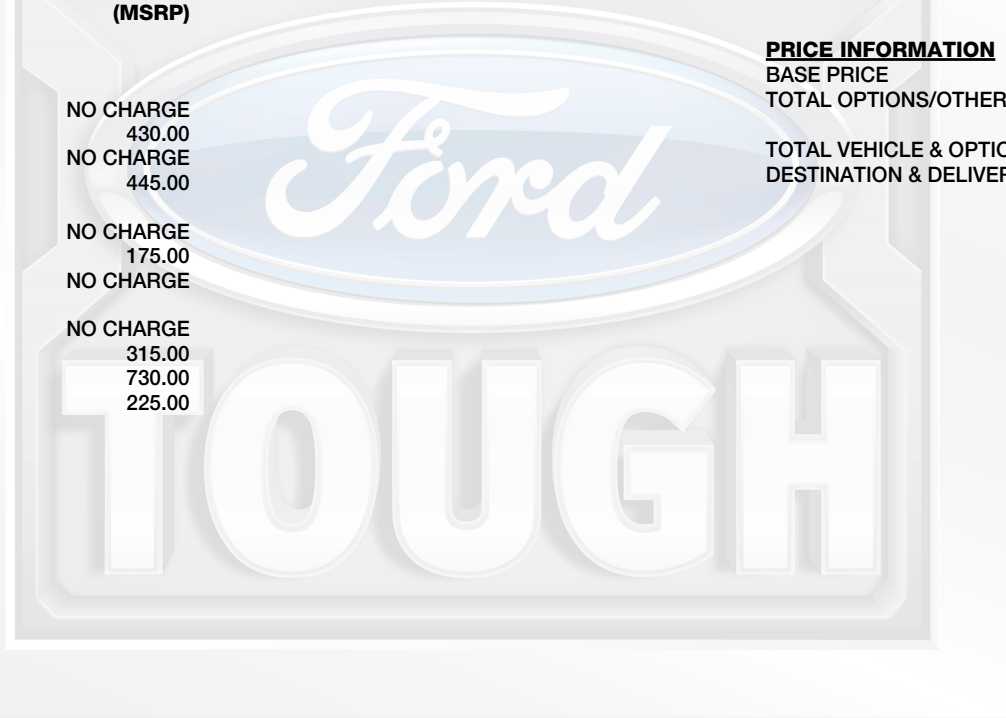 (MSRP)
NO CHARGE
430.00
NO CHARGE
445.00
NO CHARGE
175.00
NO CHARGE
NO CHARGE
315.00
730.00
225.00
PRICE INFORMATION
BASE PRICE
TOTAL OPTIONS/OTHER
TOTAL VEHICLE & OPTIO
DESTINATION & DELIVER
Ford
TOUGH